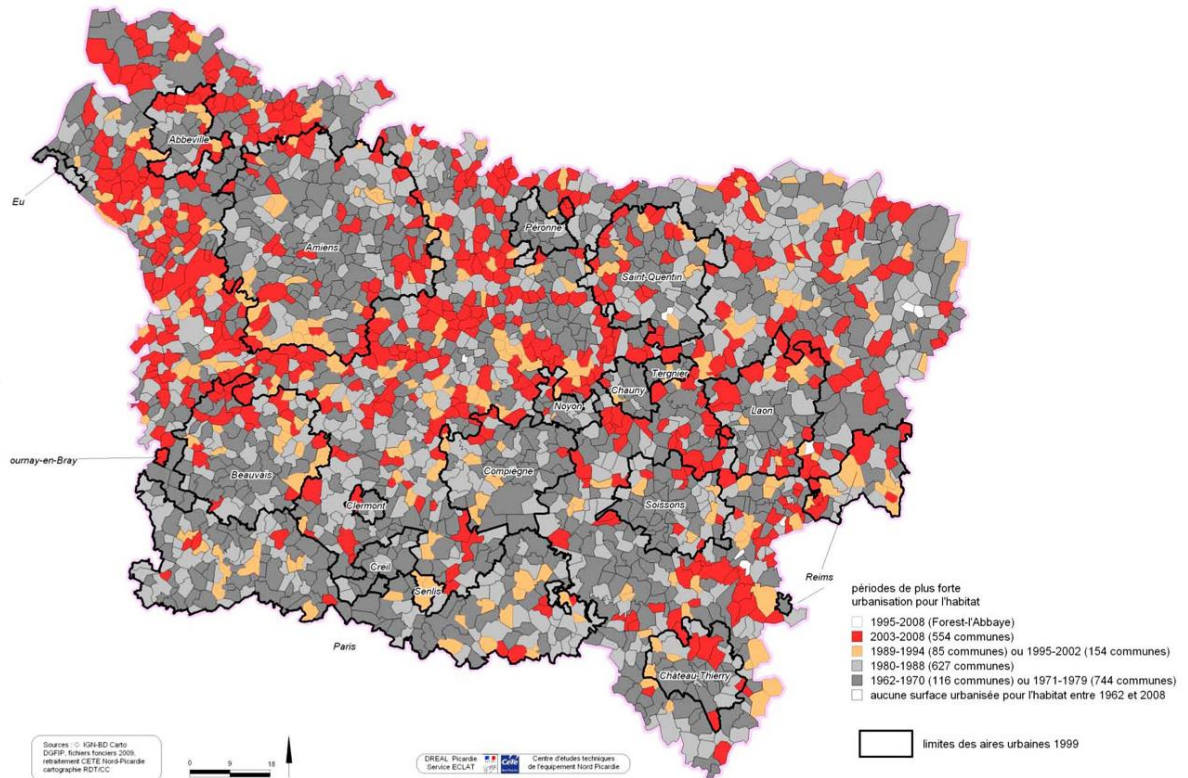 Abbeville
Eu
Amiens
Péronne
Saint-Quentin
Tergnier
Chauny
Noyon
Laon
ournay-en-Bray
Beauvais
Compiègne
Clermont
Soissons
Creil
Senlis
Reims
Paris
Château-Thierry
périodes de plus forte
urbanisation pour l'habitat
1995-2008 (Forest-l'Abbaye)
2003-2008 (554 communes)
1989-1994 (85 communes) ou 1995-2002 (154 communes)
1980-1988 (627 communes)
1962-1970 (116 communes) ou 1971-1979 (744 communes)
aucune surface urbanisée pour l'habitat entre 1962 et 2008
limites des aires urbaines 1999
Sources : © IGN-BD Carto
DGFIP, fichiers fonciers 2009,
retraitement CETE Nord-Picardie
cartographie RDT/CC
0 9 18
DREAL Picardie
Service ECLAT
Cete
Centre d'études techniques
de l'équipement Nord Picardie